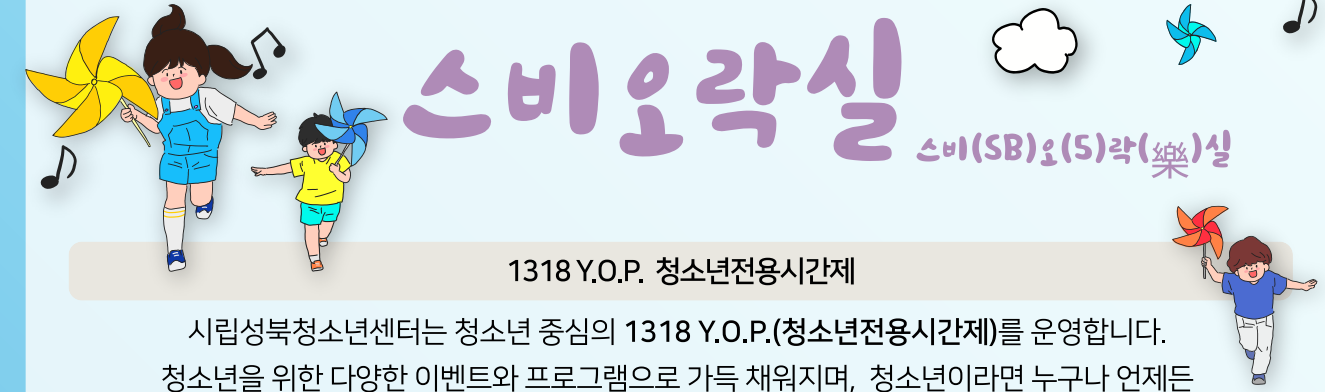 스비오락실
스비(SB)오(5)락(樂)실
1318 Y.O.P. 청소년전용시간제
시립성북청소년센터는 청소년 중심의 1318 Y.O.P.(청소년전용시간제)를 운영합니다.
청소년을 위한 다양한 이벤트와 프로그램으로 가득 채워지며, 청소년이라면 누구나 언제든